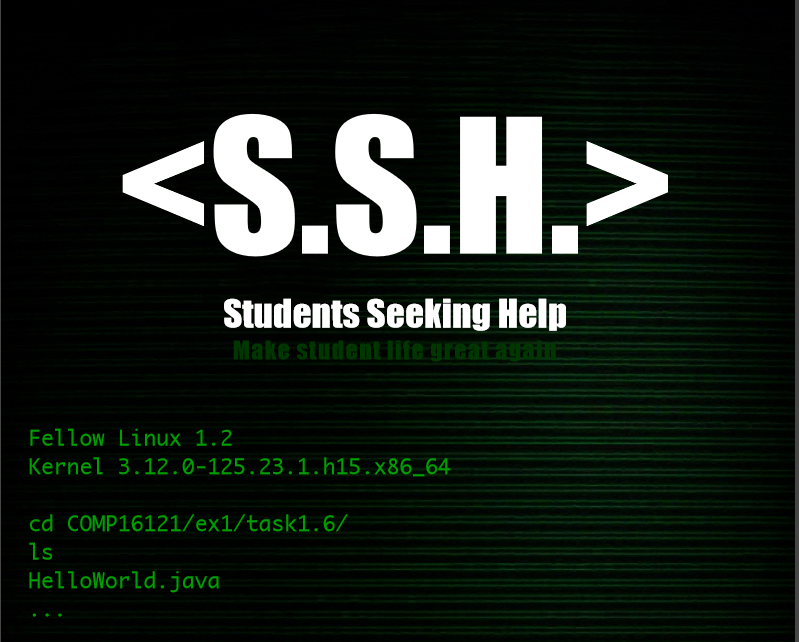 <S.S.H.>
Students Seeking Help
Make student life great again
Fellow Linux 1.2
Kernel 3.12.0-125.23.1.h15.x86_64
cd COMP16121/ex1/task1.6/
ls
HelloWorld.java
...